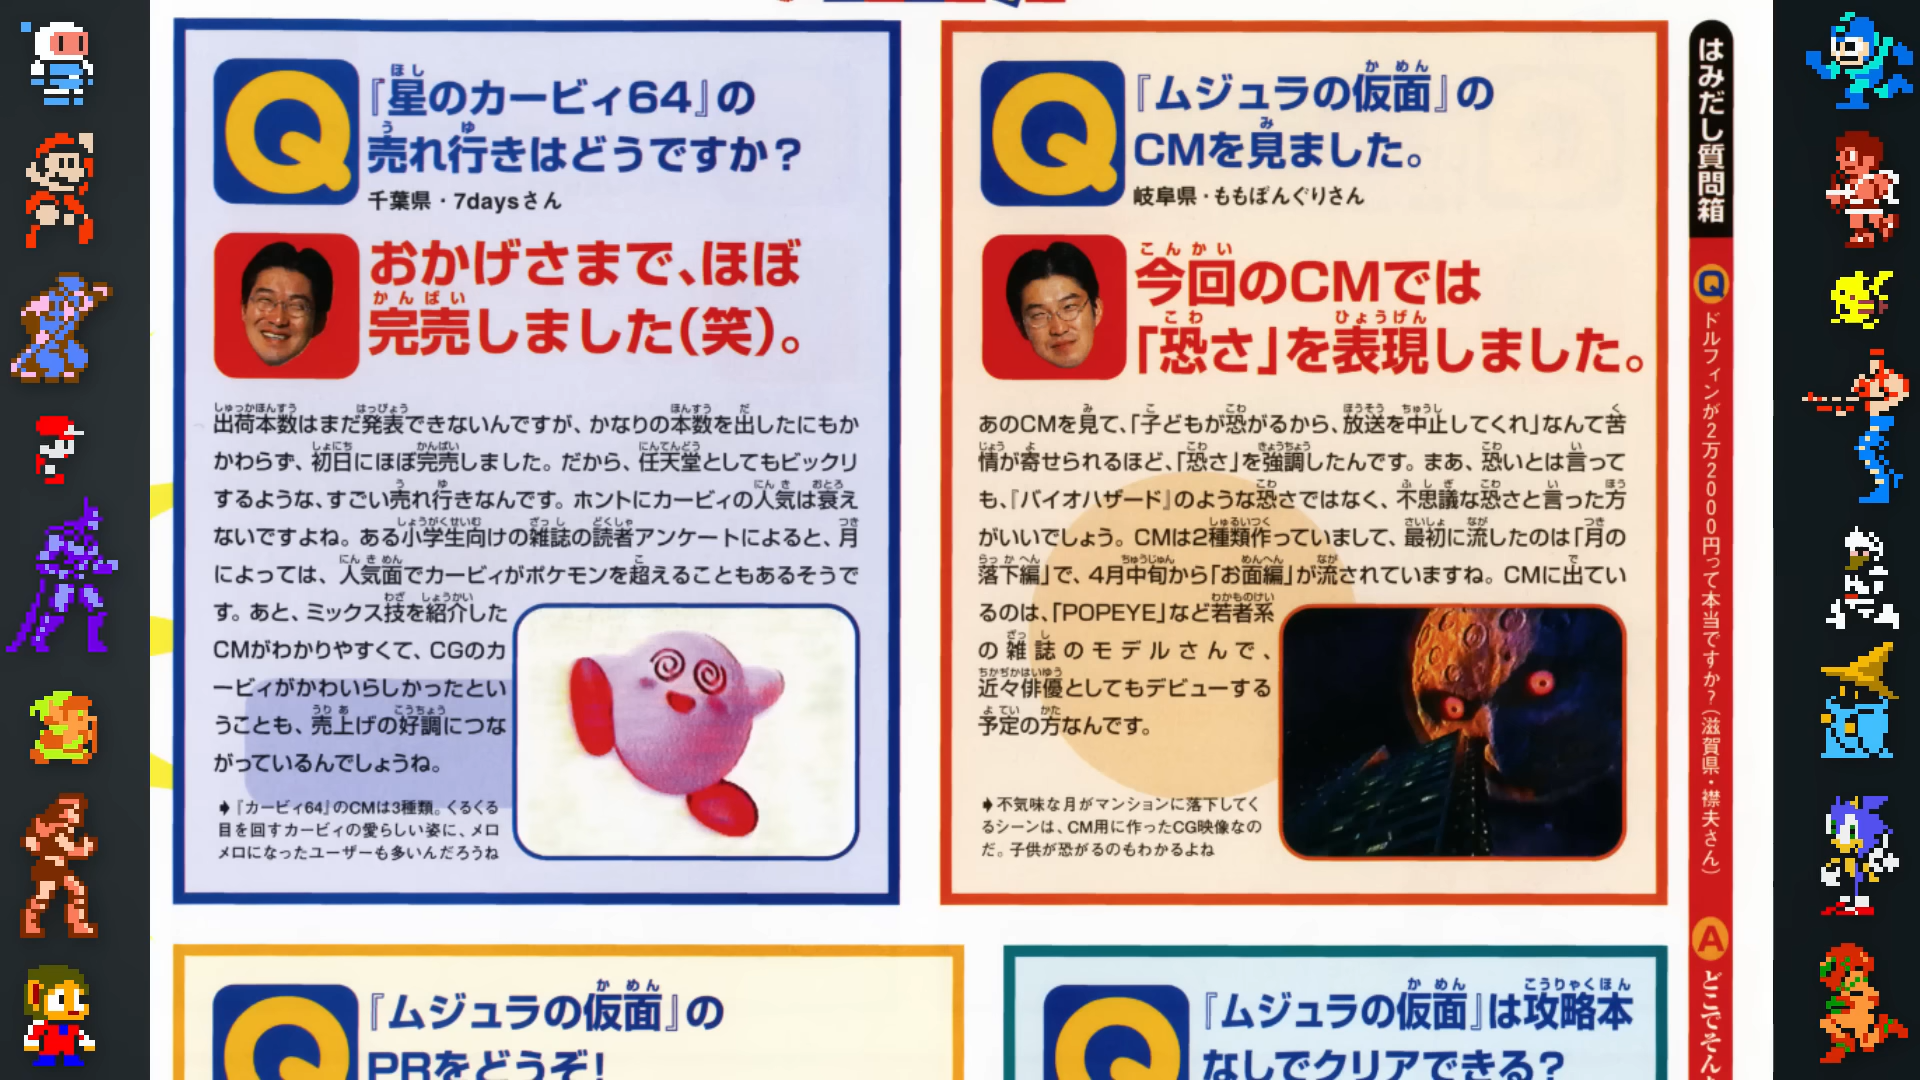 『星のカービィ64』の
売れ行きはどうですか？
千葉県・7daysさん
おかげさまで、ほぼ
完売しました（笑）。
出荷本数はまだ発表できないんですが、かなりの本数を出したにもか
かわらず、初日にほぼ完売しました。だから、任天堂としてもビックリ
するような、すごい売れ行きなんです。ホントにカービィの人気は衰え
ないですよね。ある小学生向けの雑誌の読者アンケートによると、月
によっては、人気面でカービィがポケモンを超えることもあるそうで
す。あと、ミックス技を紹介した
CMがわかりやすくて、CGのカ
ービィがかわいらしかったとい
うことも、売上げの好調につな
がっているんでしょうね。
➧『カービィ64』のCMは3種類。くるくる
目を回すカービィの愛らしい姿に、メロ
メロになったユーザーも多いんだろうね
『ムジュラの仮面』の
CMを見ました。
岐阜県・ももぽんぐりさん
今回のCMでは
「恐さ」を表現しました。
あのCMを見て、「子どもが恐がるから、放送を中止してくれ」なんて苦
情が寄せられるほど、「恐さ」を強調したんです。まあ、恐いとは言って
も、『バイオハザード』のような恐さではなく、不思議な恐さと言った方
がいいでしょう。CMは2種類作っていまして、最初に流したのは「月の
落下編」で、4月中旬から「お面編」が流されていますね。CMに出てい
るのは、「POPEYE」など若者系
の雑誌のモデルさんで、
近々俳優としてもデビューする
予定の方なんです。
➧不気味な月がマンションに落下してく
るシーンは、CM用に作ったCG映像なの
だ。子供が恐がるのもわかるよね
はみだし質問箱
Q
ドルフィンが2万2000円って本当ですか？（滋賀県・襟夫さん）
A
どこでそん
『ムジュラの仮面』の
PRをどうぞ！
『ムジュラの仮面』は攻略本
なしでクリアできる？